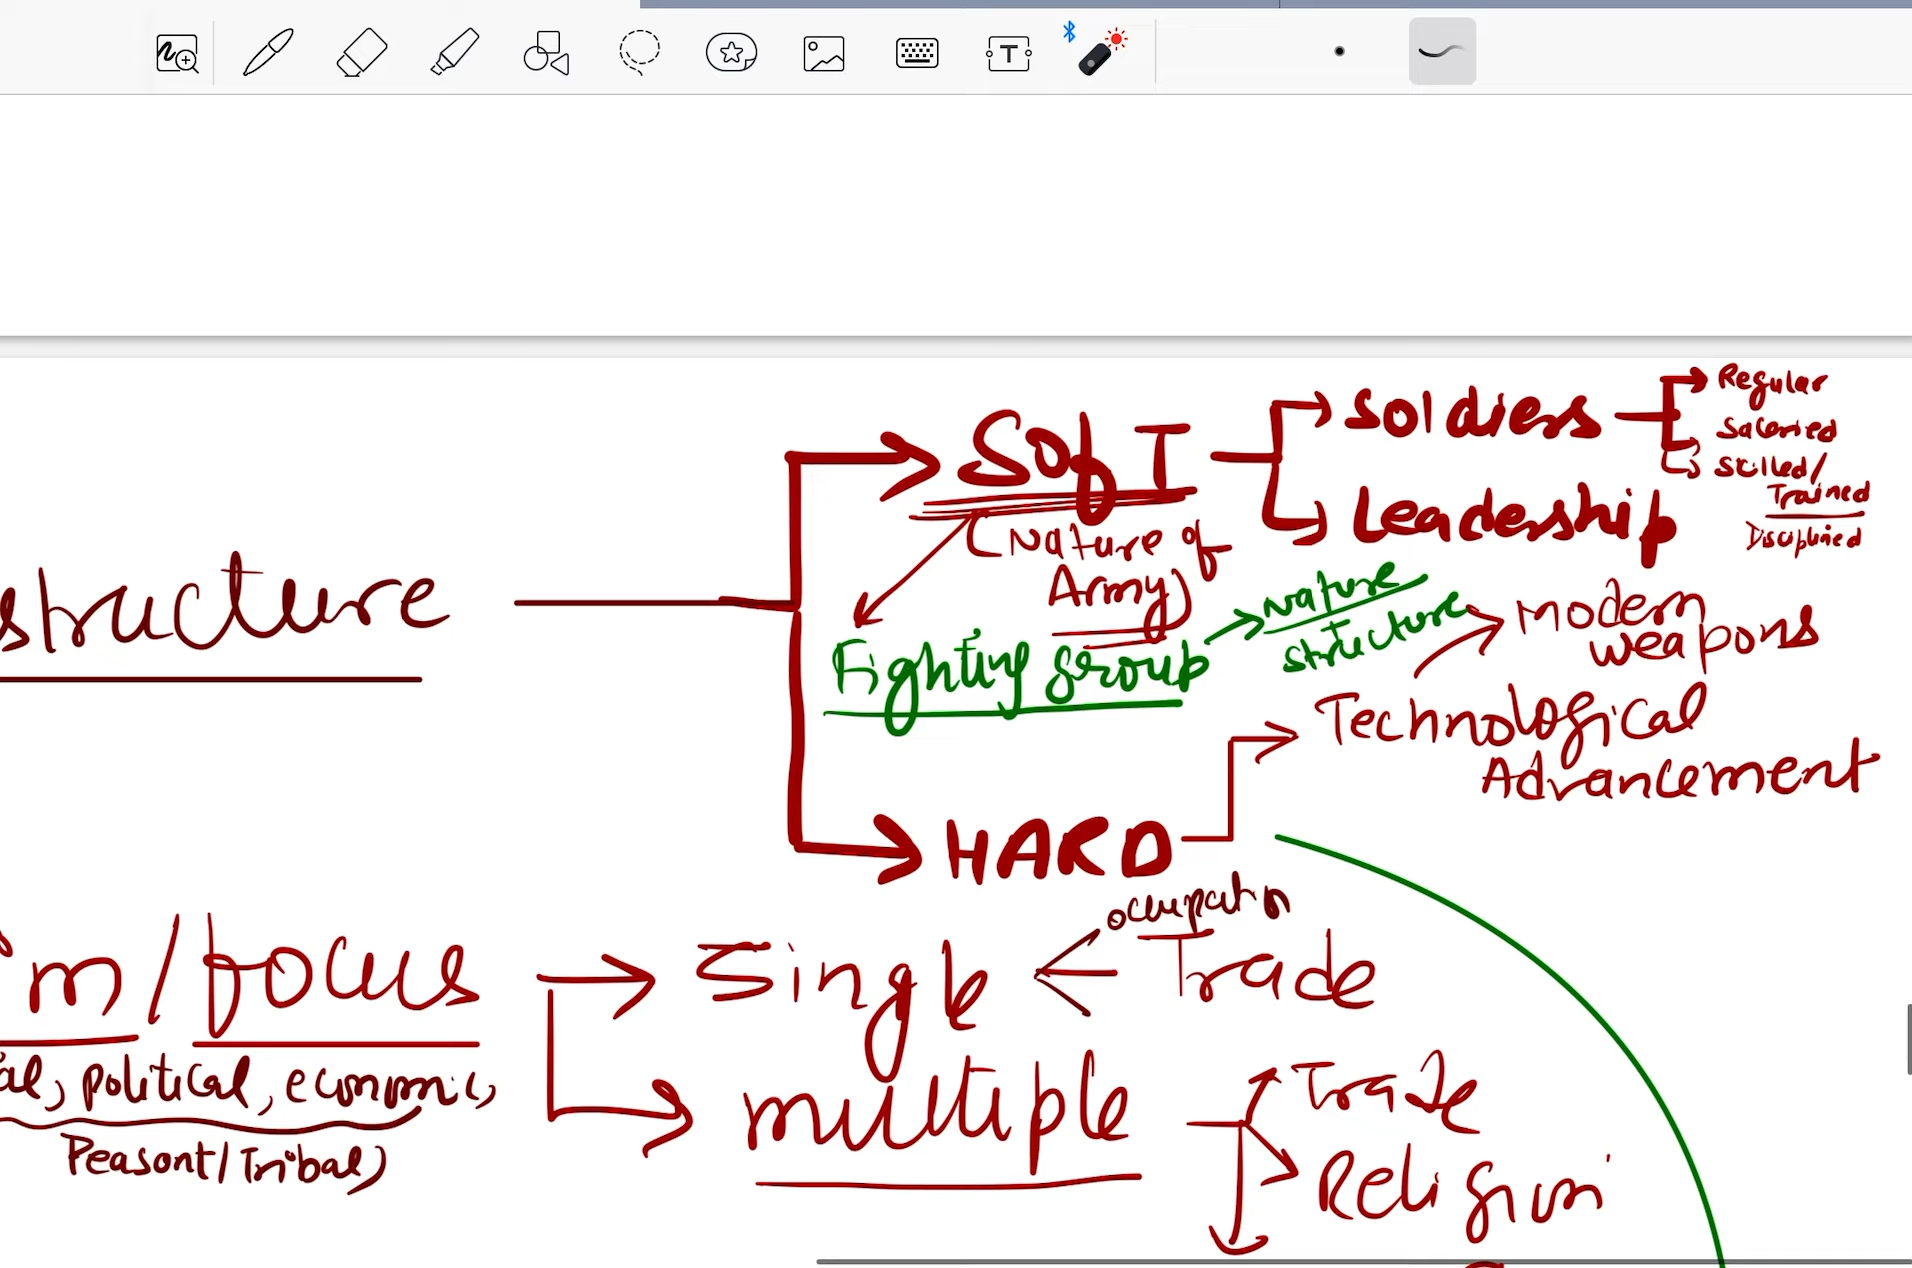 structure
SofT
(Nature of
Army)
Soldiers
Regular
Salaried
Skilled/
Trained
Disciplined
Leadership
Fighting group
Nature
structure
Modern
weapons
Technological
Advancement
HARD
m/focus
al, political, economic,
Peasont/Tribal)
Single
occupation
Trade
multiple
Trade
Religion
T